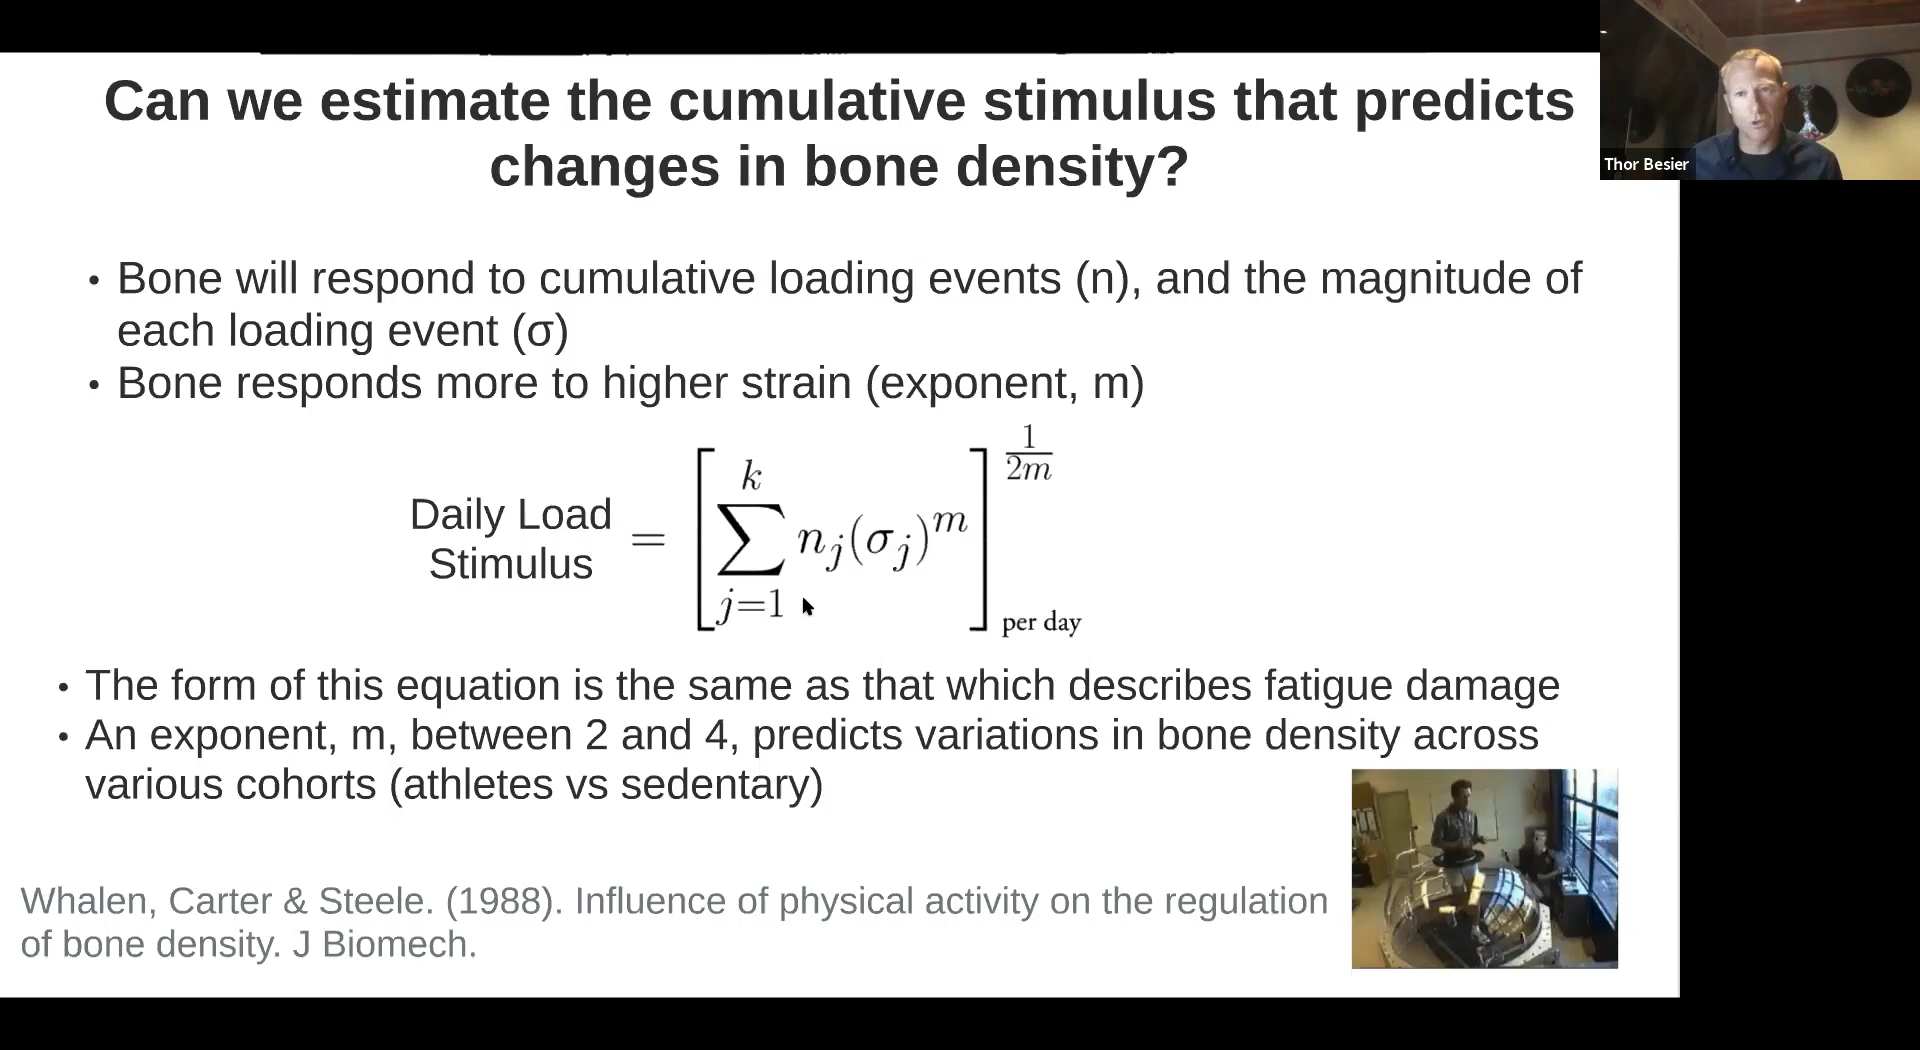 Can we estimate the cumulative stimulus that predicts
changes in bone density?
Thor Besier
• Bone will respond to cumulative loading events (n), and the magnitude of
each loading event (σ)
• Bone responds more to higher strain (exponent, m)
Daily Load
Stimulus = [∑_{j=1}^{k} n_j(σ_j)^m]^{1/2m} per day
• The form of this equation is the same as that which describes fatigue damage
• An exponent, m, between 2 and 4, predicts variations in bone density across
various cohorts (athletes vs sedentary)
Whalen, Carter & Steele. (1988). Influence of physical activity on the regulation
of bone density. J Biomech.